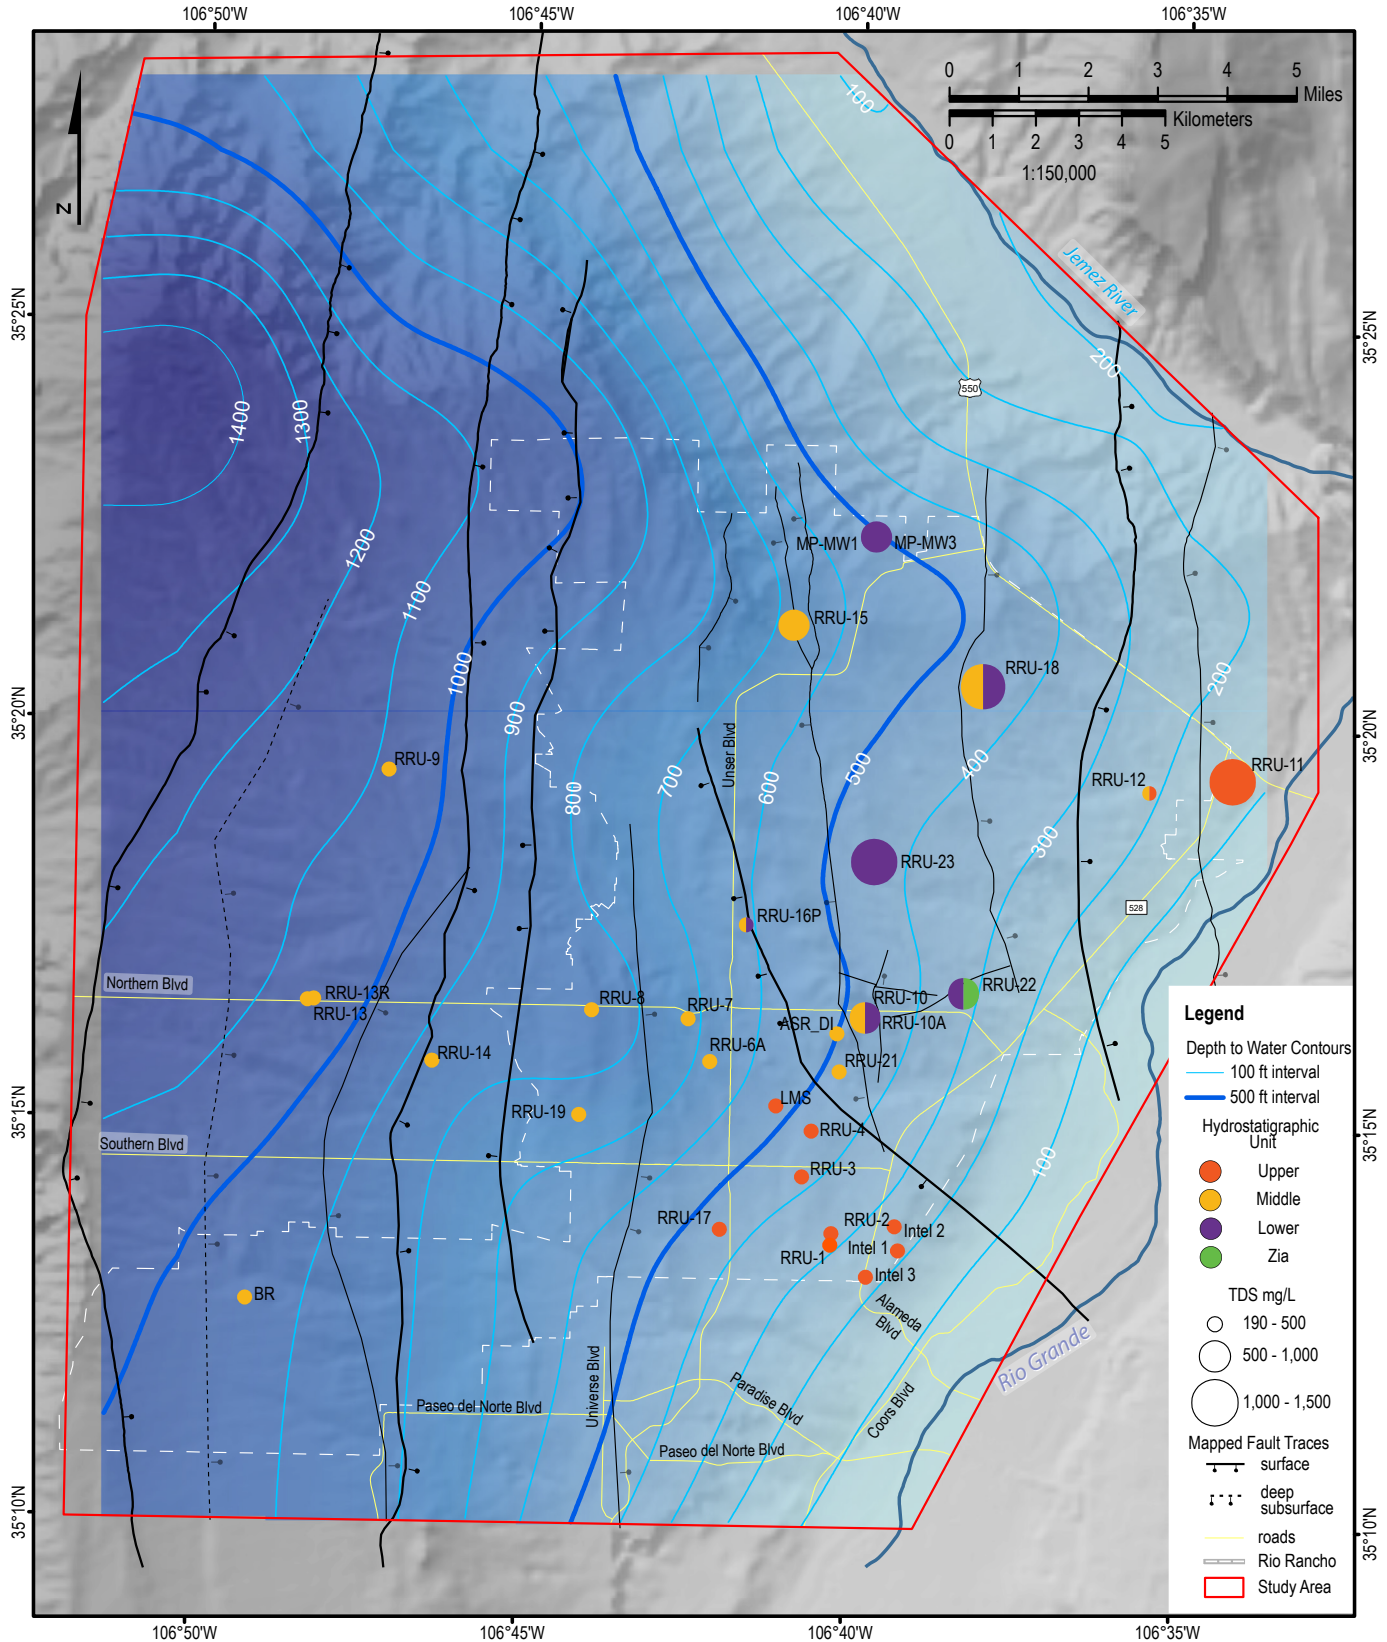 106°50'W
106°45'W
106°40'W
106°35'W
0 1 2 3 4 5
Miles
Kilometers
0 1 2 3 4 5
1:150,000
100
N
Jemez River
35°25'N
35°25'N
200
550
1400
1300
1200
1100
MP-MW1
MP-MW3
RRU-15
RRU-18
1000
900
200
35°20'N
35°20'N
RRU-9
Unser Blvd
800
700
600
500
400
RRU-12
RRU-11
300
RRU-23
RRU-16P
528
Northern Blvd
RRU-13R
RRU-13
RRU-8
RRU-7
RRU-10
RRU-22
ASR_DI
RRU-10A
RRU-14
RRU-6A
RRU-21
RRU-19
LMS
RRU-4
35°15'N
35°15'N
Southern Blvd
RRU-3
100
RRU-17
RRU-2
Intel 2
RRU-1
Intel 1
Intel 3
BR
Alameda
Blvd
Rio Grande
Universe Blvd
Paradise Blvd
Coors Blvd
Paseo del Norte Blvd
Paseo del Norte Blvd
35°10'N
35°10'N
Legend
Depth to Water Contours
100 ft interval
500 ft interval
Hydrostatigraphic
Unit
Upper
Middle
Lower
Zia
TDS mg/L
190 - 500
500 - 1,000
1,000 - 1,500
Mapped Fault Traces
surface
deep
subsurface
roads
Rio Rancho
Study Area
106°50'W
106°45'W
106°40'W
106°35'W